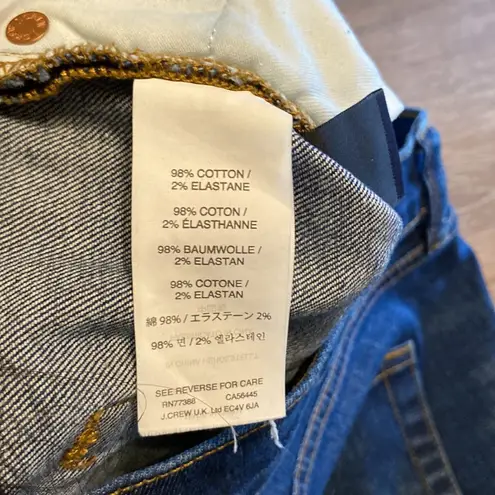 98% COTTON /
2% ELASTANE
98% COTON /
2% ÉLASTHANNE
98% BAUMWOLLE /
2% ELASTAN
98% COTONE /
2% ELASTAN
綿 98% / エラステーン 2%
98% 면 / 2% 엘라스테인
SEE REVERSE FOR CARE
RN77388 CA56445
J.CREW U.K. Ltd EC4V 6JA